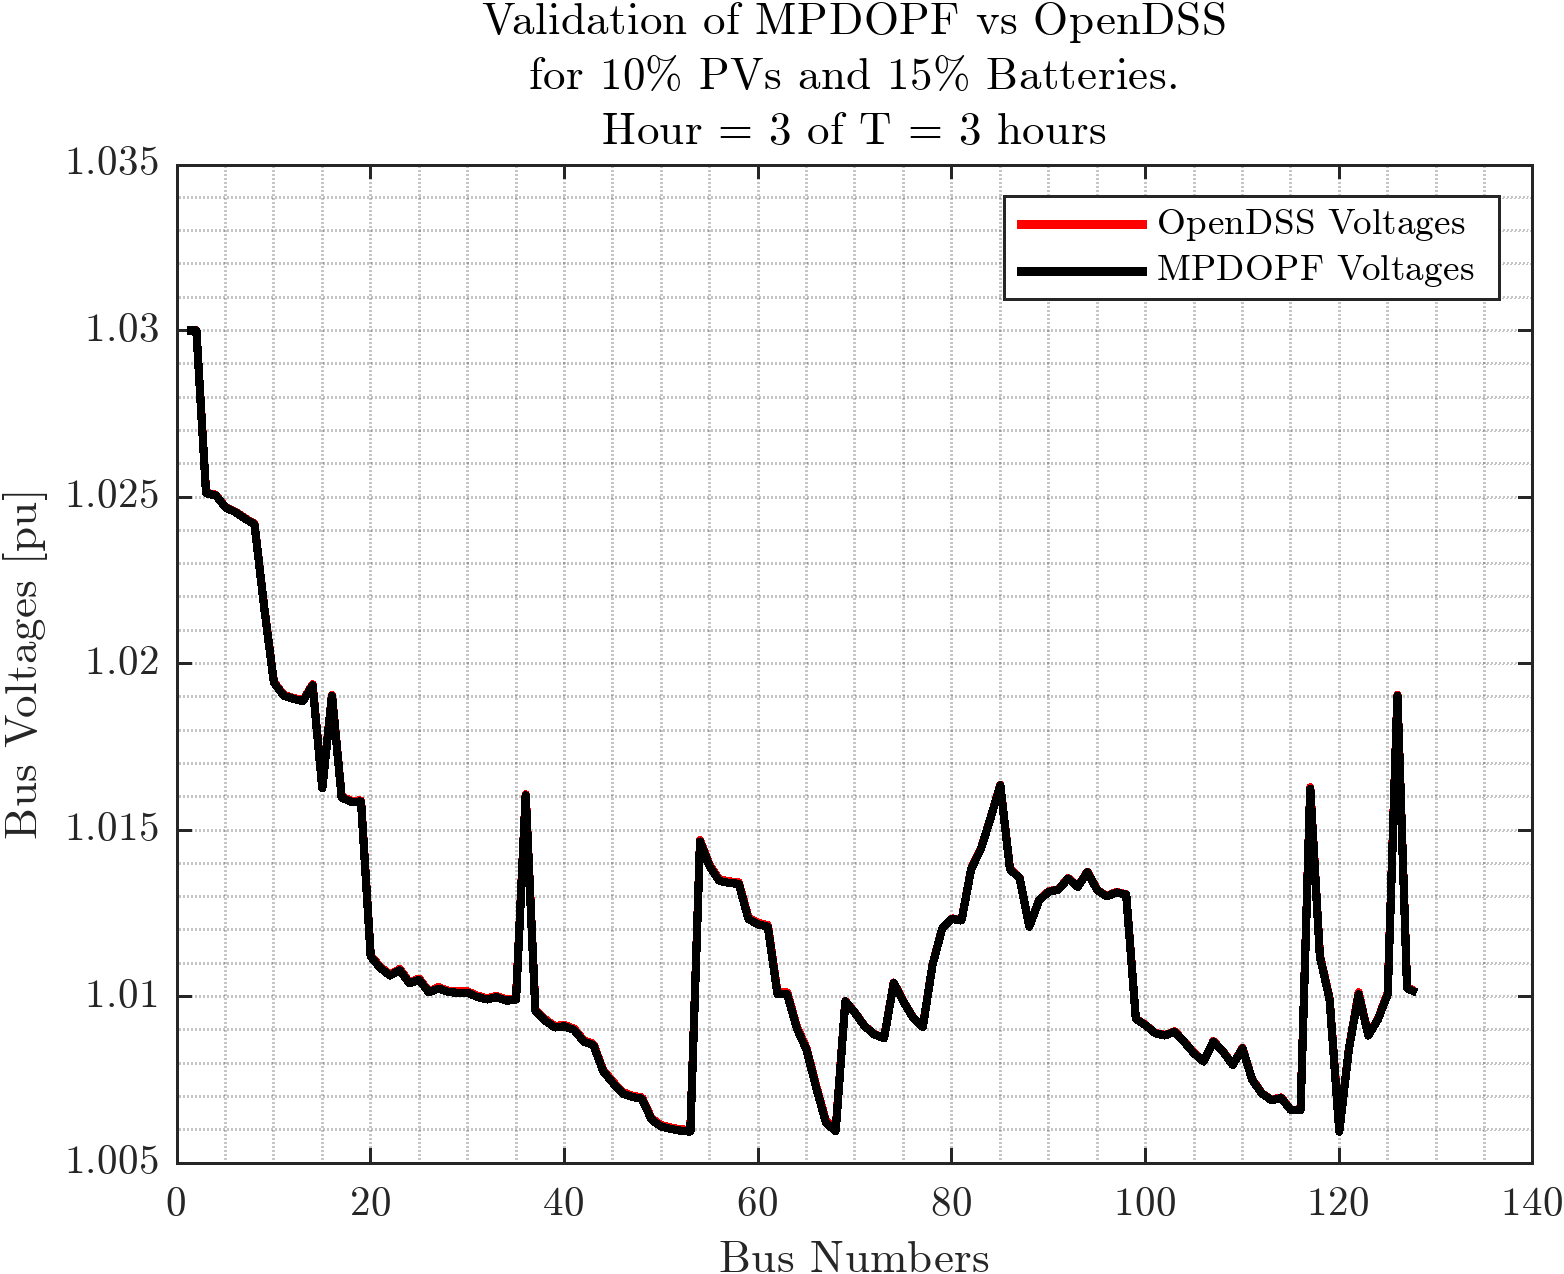 Validation of MPDOPF vs OpenDSS
for 10% PVs and 15% Batteries.
Hour = 3 of T = 3 hours
1.035
1.03
1.025
1.02
1.015
1.01
1.005
Bus Voltages [pu]
OpenDSS Voltages
MPDOPF Voltages
0 20 40 60 80 100 120 140
Bus Numbers